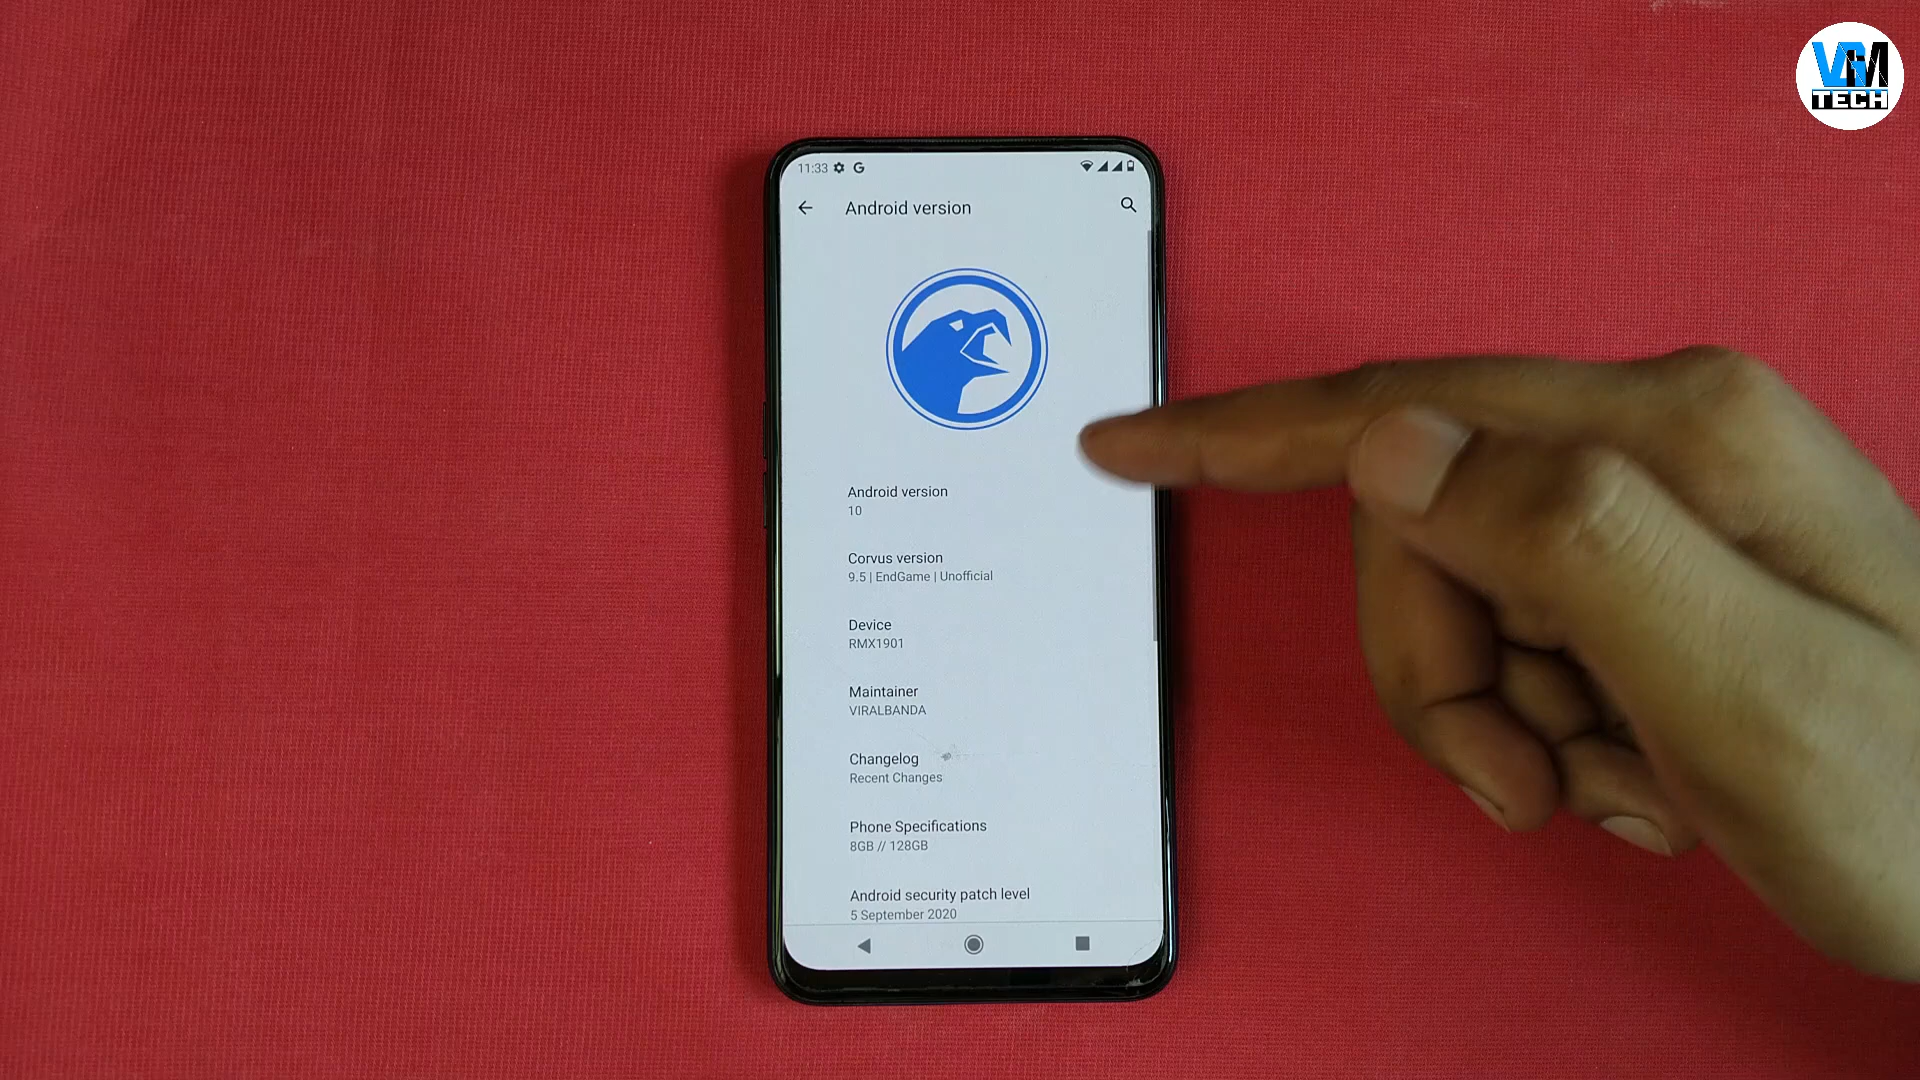 VGM
TECH
11:33 G
Android version
Android version
10
Corvus version
9.5 | EndGame | Unofficial
Device
RMX1901
Maintainer
VIRALBANDA
Changelog
Recent Changes
Phone Specifications
8GB // 128GB
Android security patch level
5 September 2020